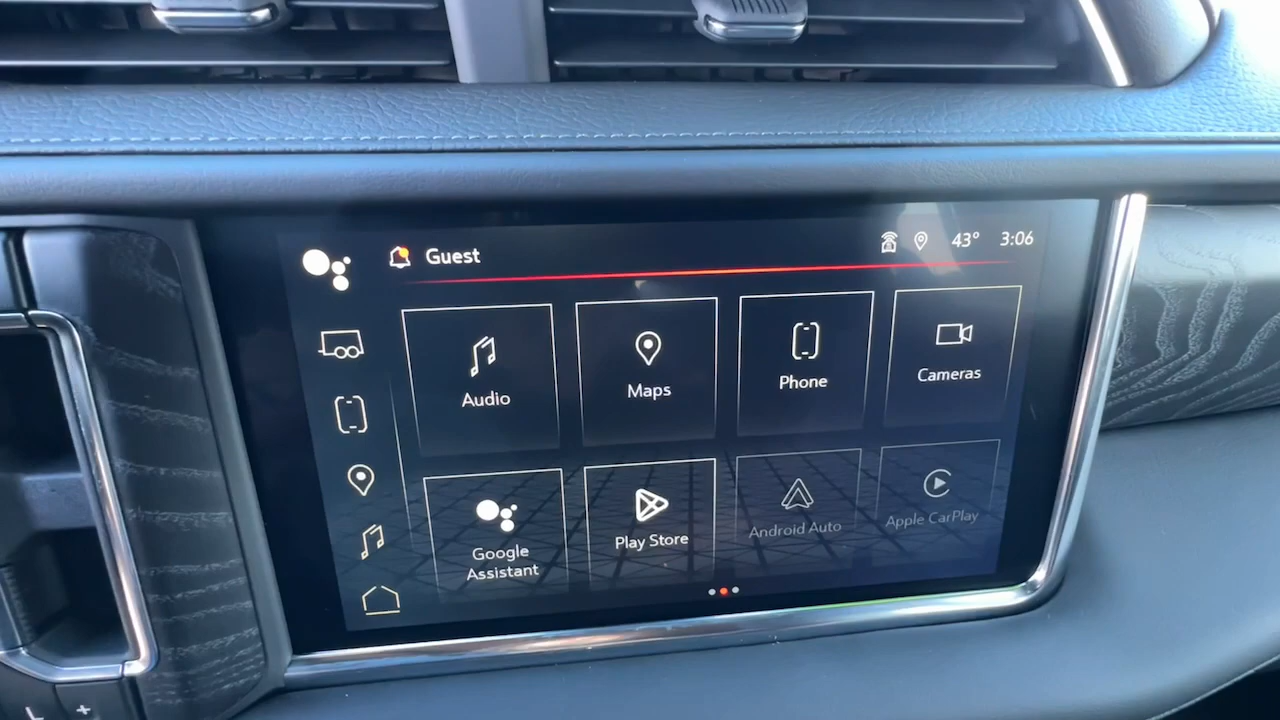 Guest
43° 3:06
Audio
Maps
Phone
Cameras
Google
Assistant
Play Store
Android Auto
Apple CarPlay
+